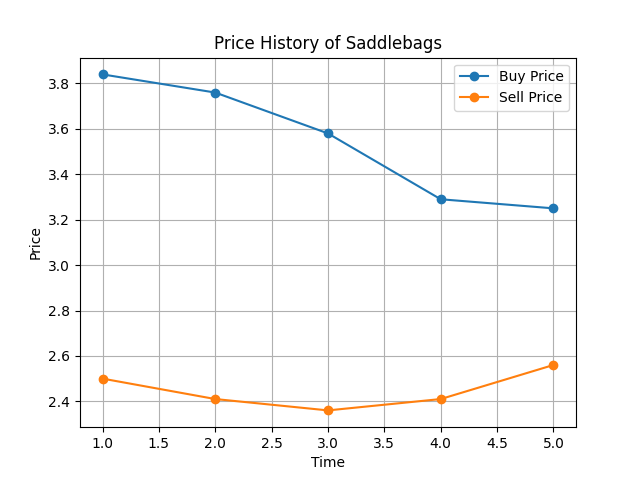 Price History of Saddlebags
Buy Price
Sell Price
3.8
3.6
3.4
3.2
3.0
2.8
2.6
2.4
Price
1.0 1.5 2.0 2.5 3.0 3.5 4.0 4.5 5.0
Time